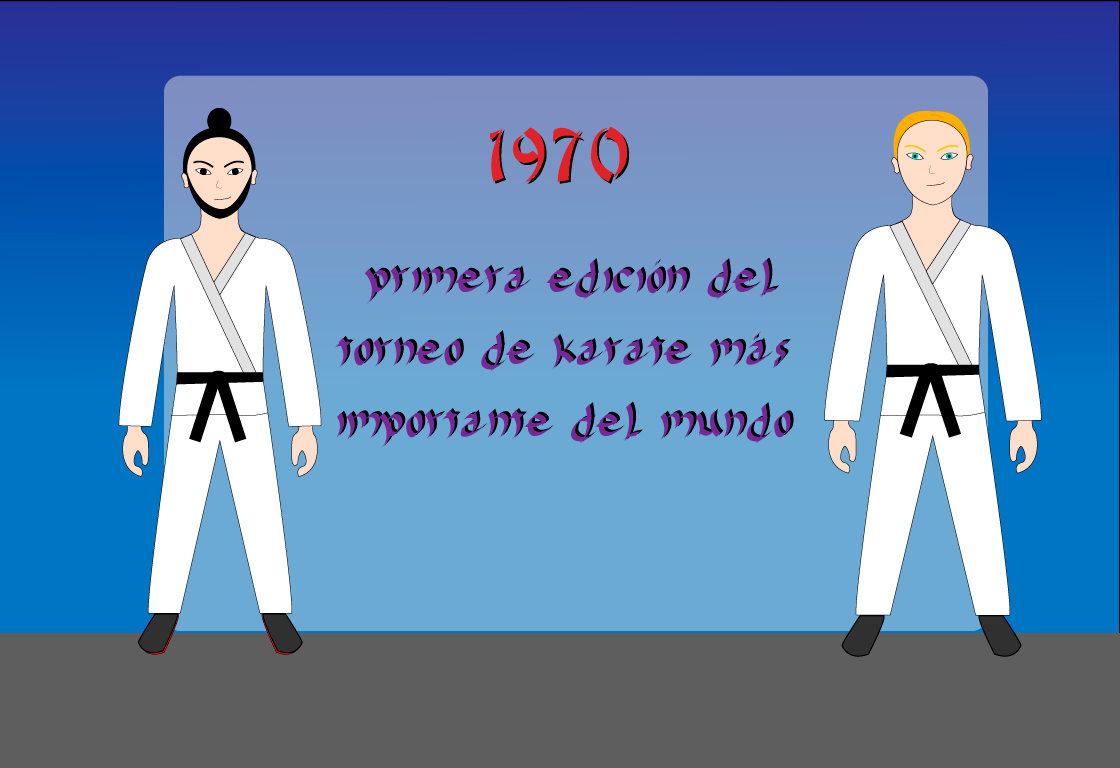 1970
primera edición del
torneo de karate más
importante del mundo